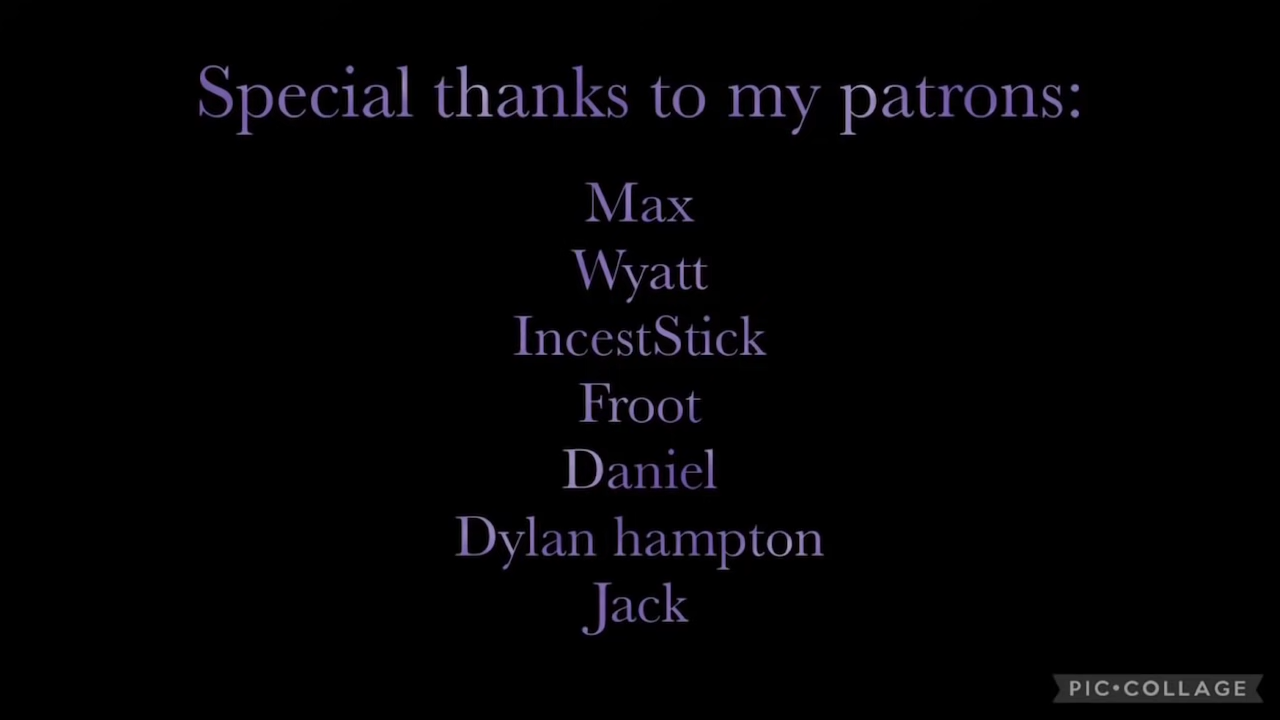 Special thanks to my patrons:
Max
Wyatt
IncestStick
Froot
Daniel
Dylan hampton
Jack
PIC•COLLAGE